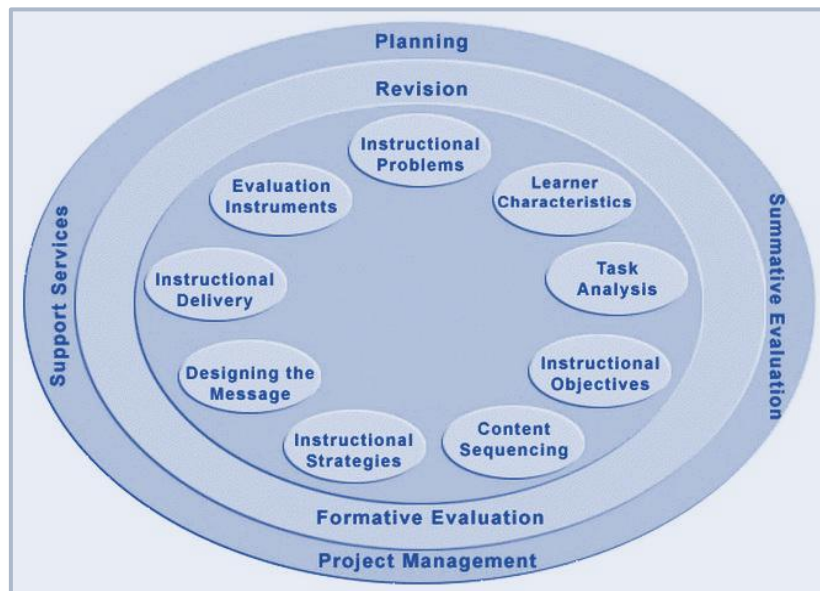 Planning
Revision
Instructional
Problems
Learner
Characteristics
Task
Analysis
Instructional
Objectives
Content
Sequencing
Instructional
Strategies
Designing the
Message
Instructional
Delivery
Evaluation
Instruments
Formative Evaluation
Project Management
Support Services
Summative Evaluation